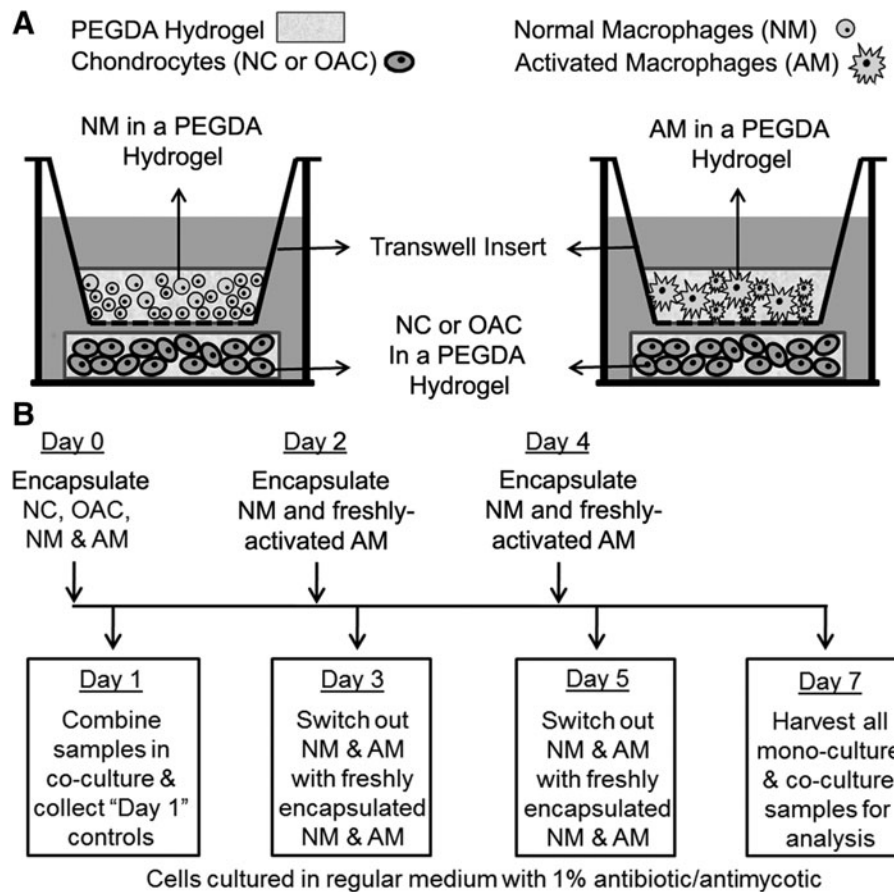 A
PEGDA Hydrogel
Chondrocytes (NC or OAC)
Normal Macrophages (NM)
Activated Macrophages (AM)
NM in a PEGDA
Hydrogel
AM in a PEGDA
Hydrogel
Transwell Insert
NC or OAC
In a PEGDA
Hydrogel
B
Day 0
Encapsulate
NC, OAC,
NM & AM
Day 2
Encapsulate
NM and freshly-
activated AM
Day 4
Encapsulate
NM and freshly-
activated AM
Day 1
Combine
samples in
co-culture &
collect “Day 1”
controls
Day 3
Switch out
NM & AM
with freshly
encapsulated
NM & AM
Day 5
Switch out
NM & AM
with freshly
encapsulated
NM & AM
Day 7
Harvest all
mono-culture
& co-culture
samples for
analysis
Cells cultured in regular medium with 1% antibiotic/antimycotic